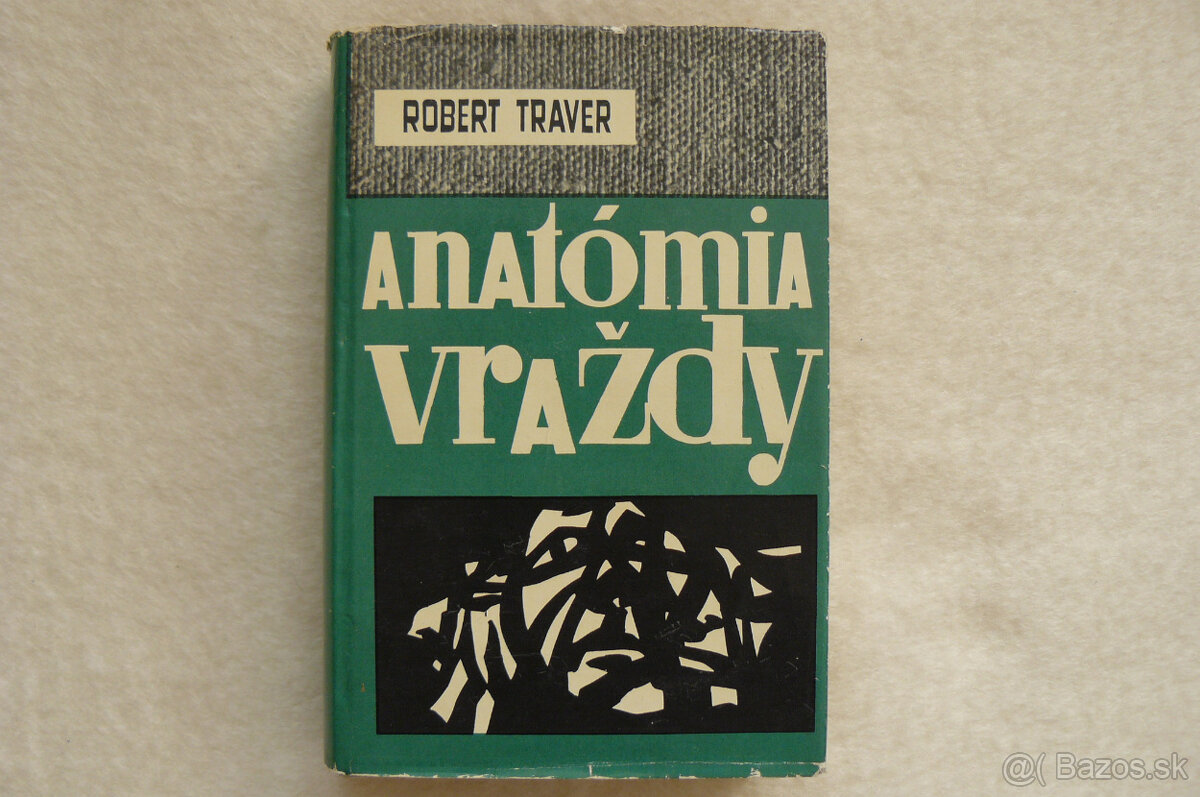 ROBERT TRAVER
ANATÓMIA
VRAŽDY
@( Bazos.sk